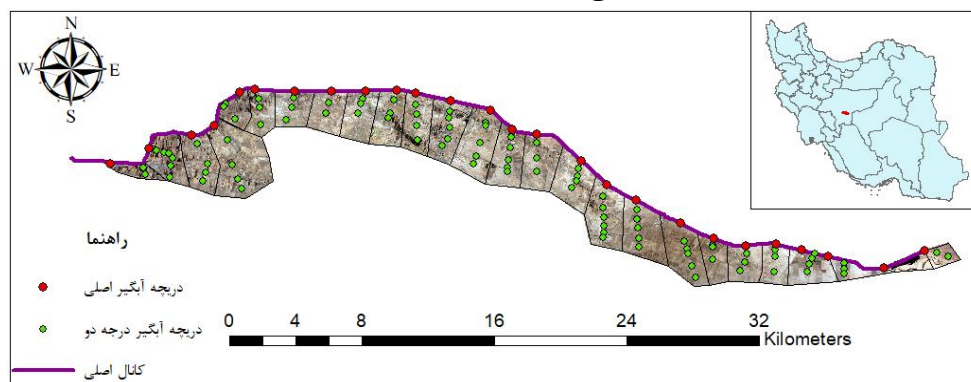 N
W E
S
راهنما
دریچه آبگیر اصلی
دریچه آبگیر درجه دو
کانال اصلی
0 4 8 16 24 32
Kilometers